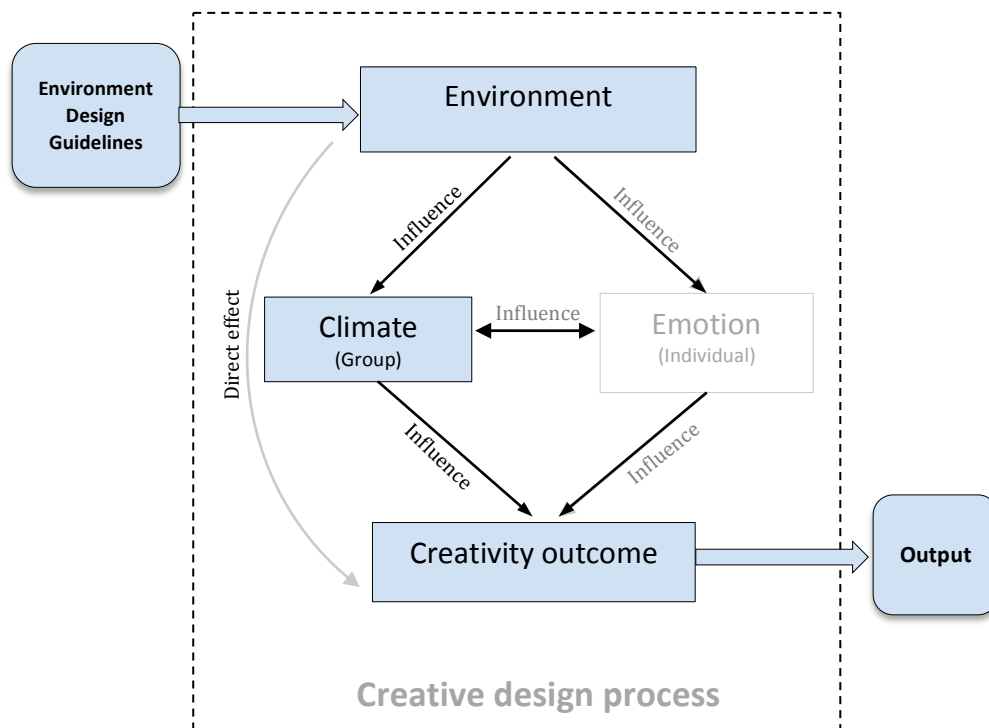 Environment
Design
Guidelines
Environment
Influence
Influence
Direct effect
Climate
(Group)
Influence
Emotion
(Individual)
Influence
Influence
Creativity outcome
Output
Creative design process